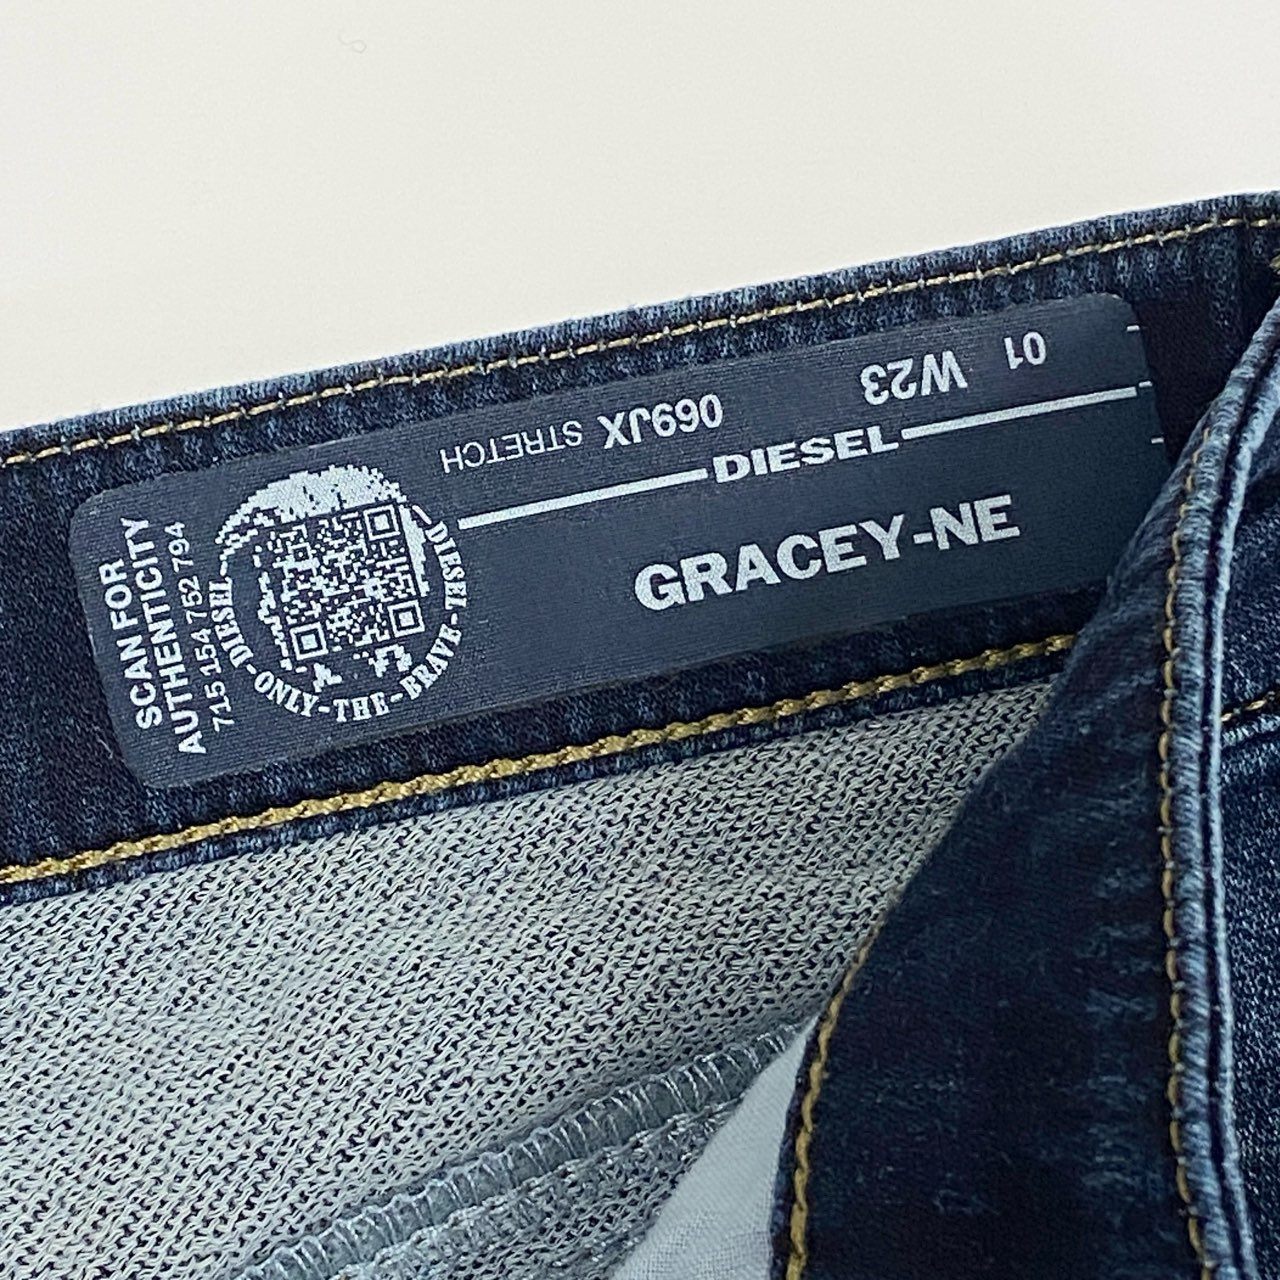 SCAN FOR
AUTHENTICITY
715 154 752 794
DIESEL-ONLY-THE-BRAVE-DIESEL
DIESEL
GRACEY-NE
01 W23 069JX STRETCH